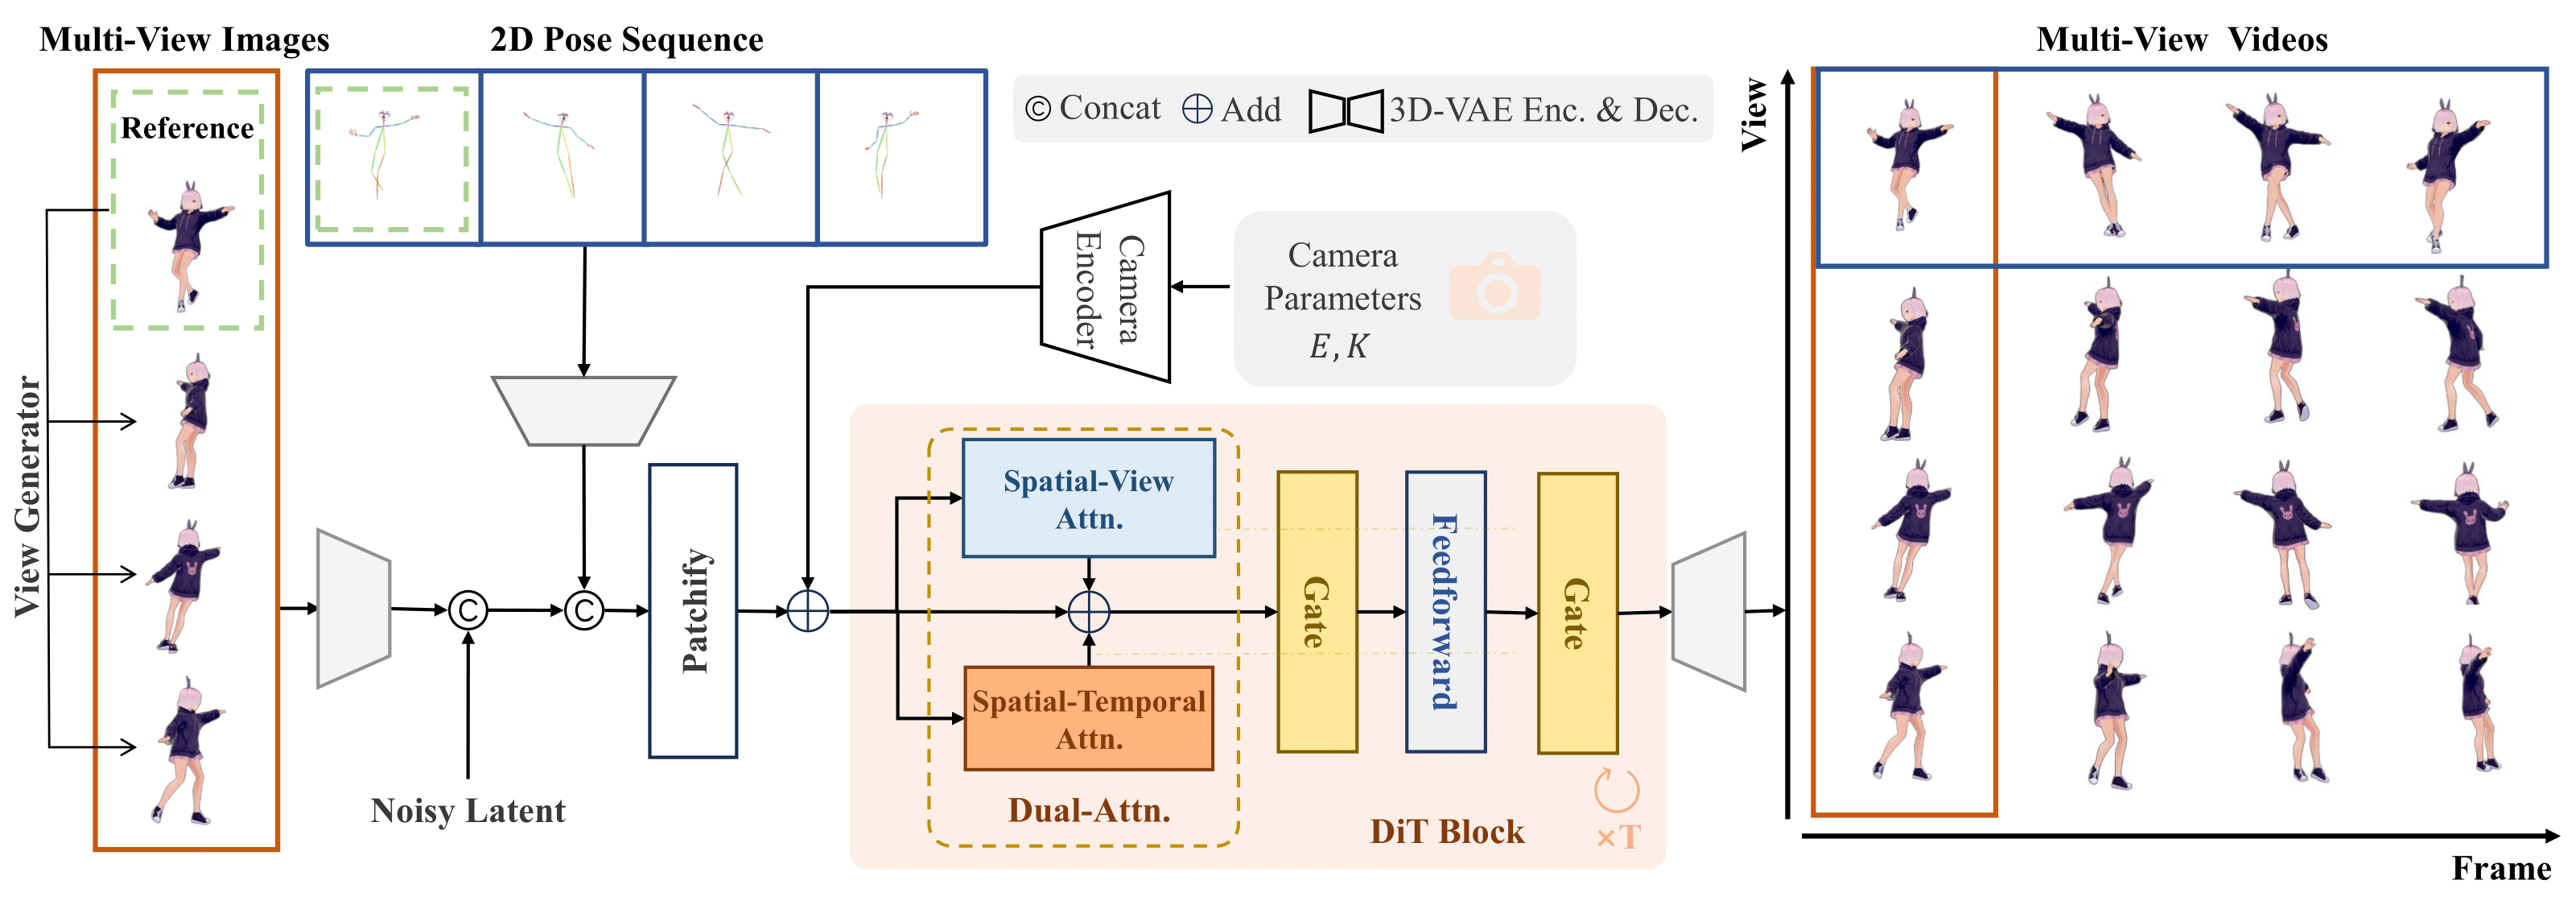 Multi-View Images
2D Pose Sequence
Multi-View Videos
Reference
View Generator
© Concat ⊕ Add 3D-VAE Enc. & Dec.
Camera
Encoder
Camera
Parameters
E, K
View
Spatial-View
Attn.
Spatial-Temporal
Attn.
Dual-Attn.
Patchify
Gate
Feedforward
Gate
©
©
Noisy Latent
DiT Block
×T
Frame